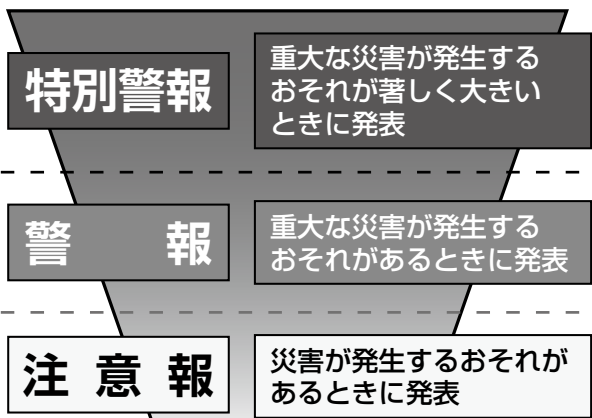 特別警報
重大な災害が発生する
おそれが著しく大きい
ときに発表
警報
重大な災害が発生する
おそれがあるときに発表
注意報
災害が発生するおそれが
あるときに発表